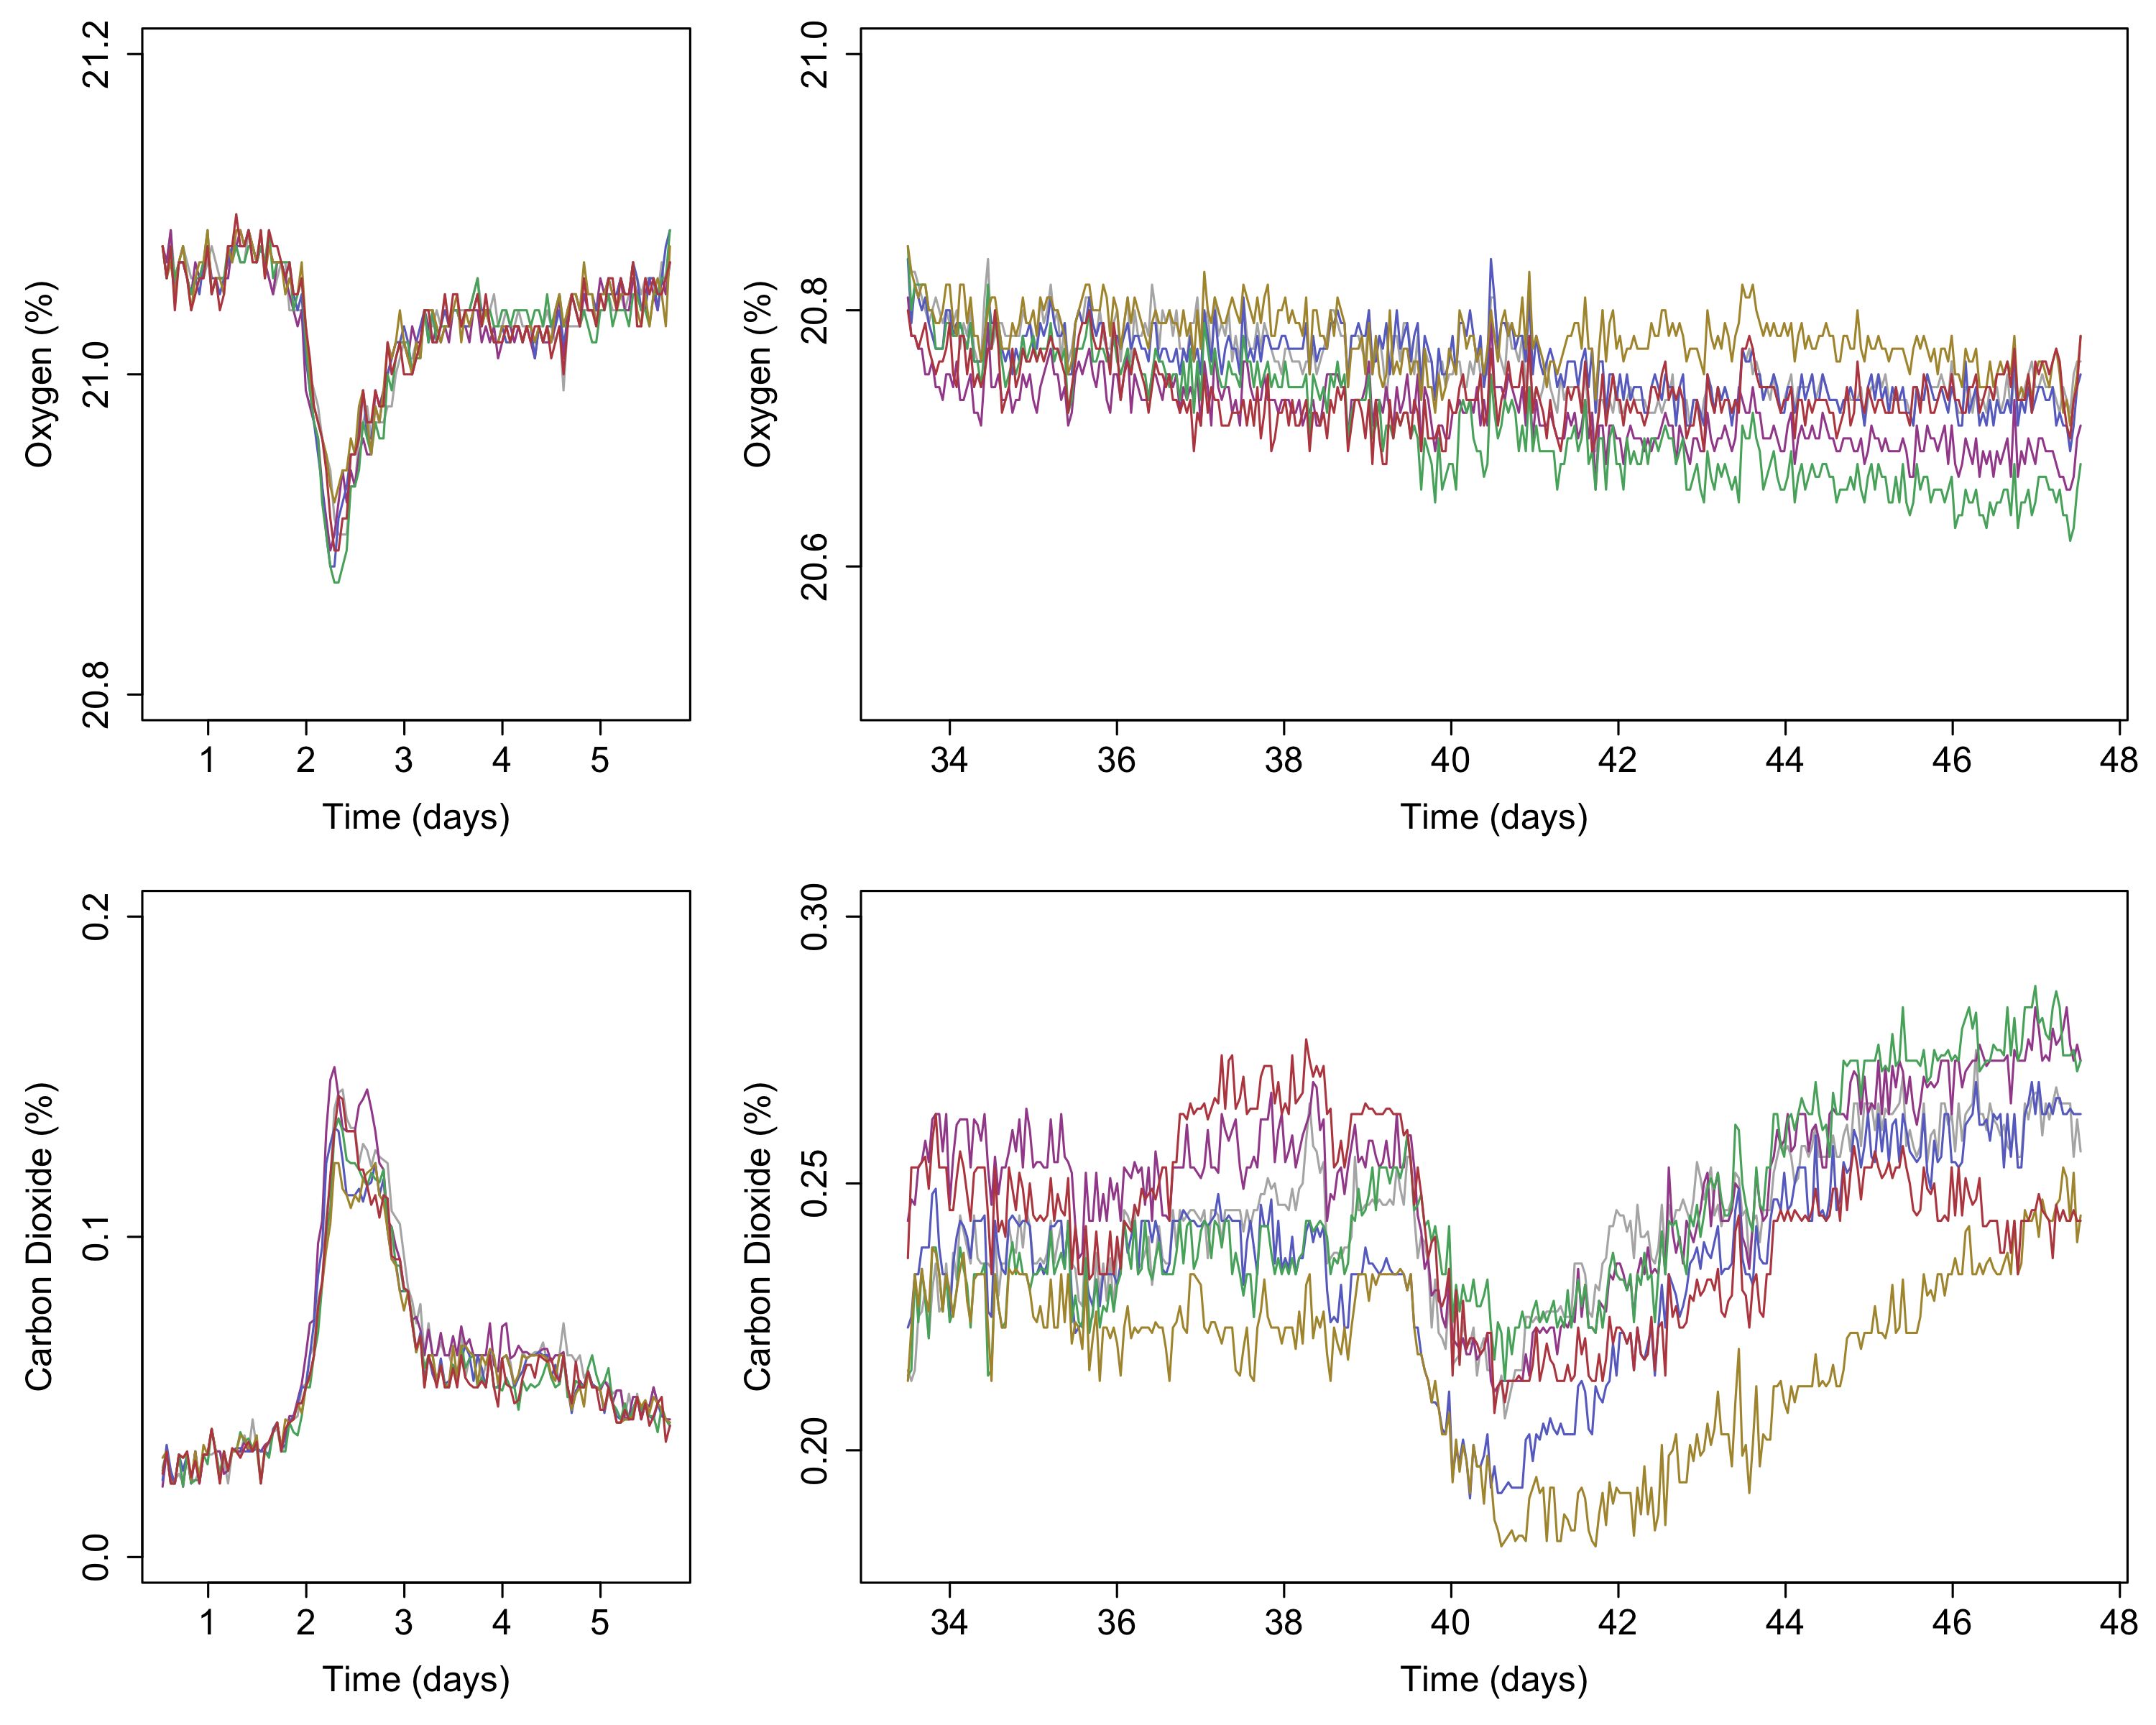 21.2
21.0
20.8
Oxygen (%)
1 2 3 4 5
Time (days)
21.0
20.8
20.6
Oxygen (%)
34 36 38 40 42 44 46 48
Time (days)
0.2
0.1
0.0
Carbon Dioxide (%)
1 2 3 4 5
Time (days)
0.30
0.25
0.20
Carbon Dioxide (%)
34 36 38 40 42 44 46 48
Time (days)